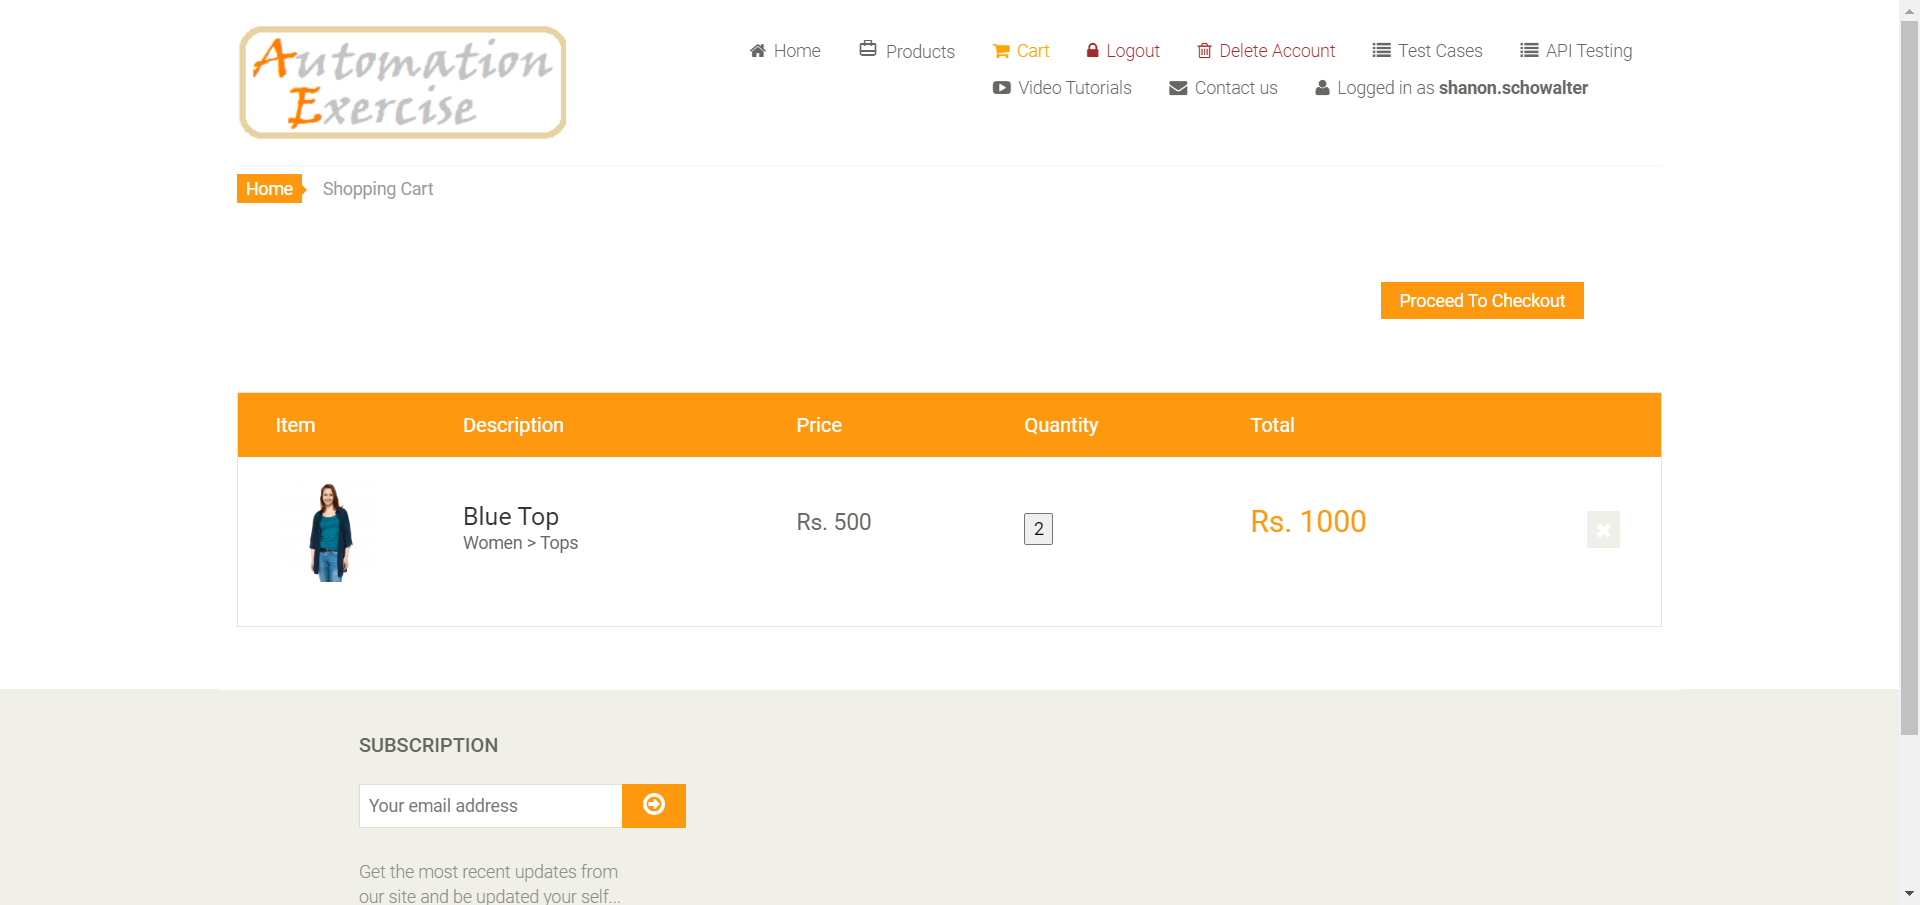 Automation
Exercise
Home Products Cart Logout Delete Account Test Cases API Testing
Video Tutorials Contact us Logged in as shanon.schowalter
Home Shopping Cart
Proceed To Checkout
Item Description Price Quantity Total
Blue Top Rs. 500 2 Rs. 1000
Women > Tops
SUBSCRIPTION
Your email address
Get the most recent updates from
our site and be updated your self...